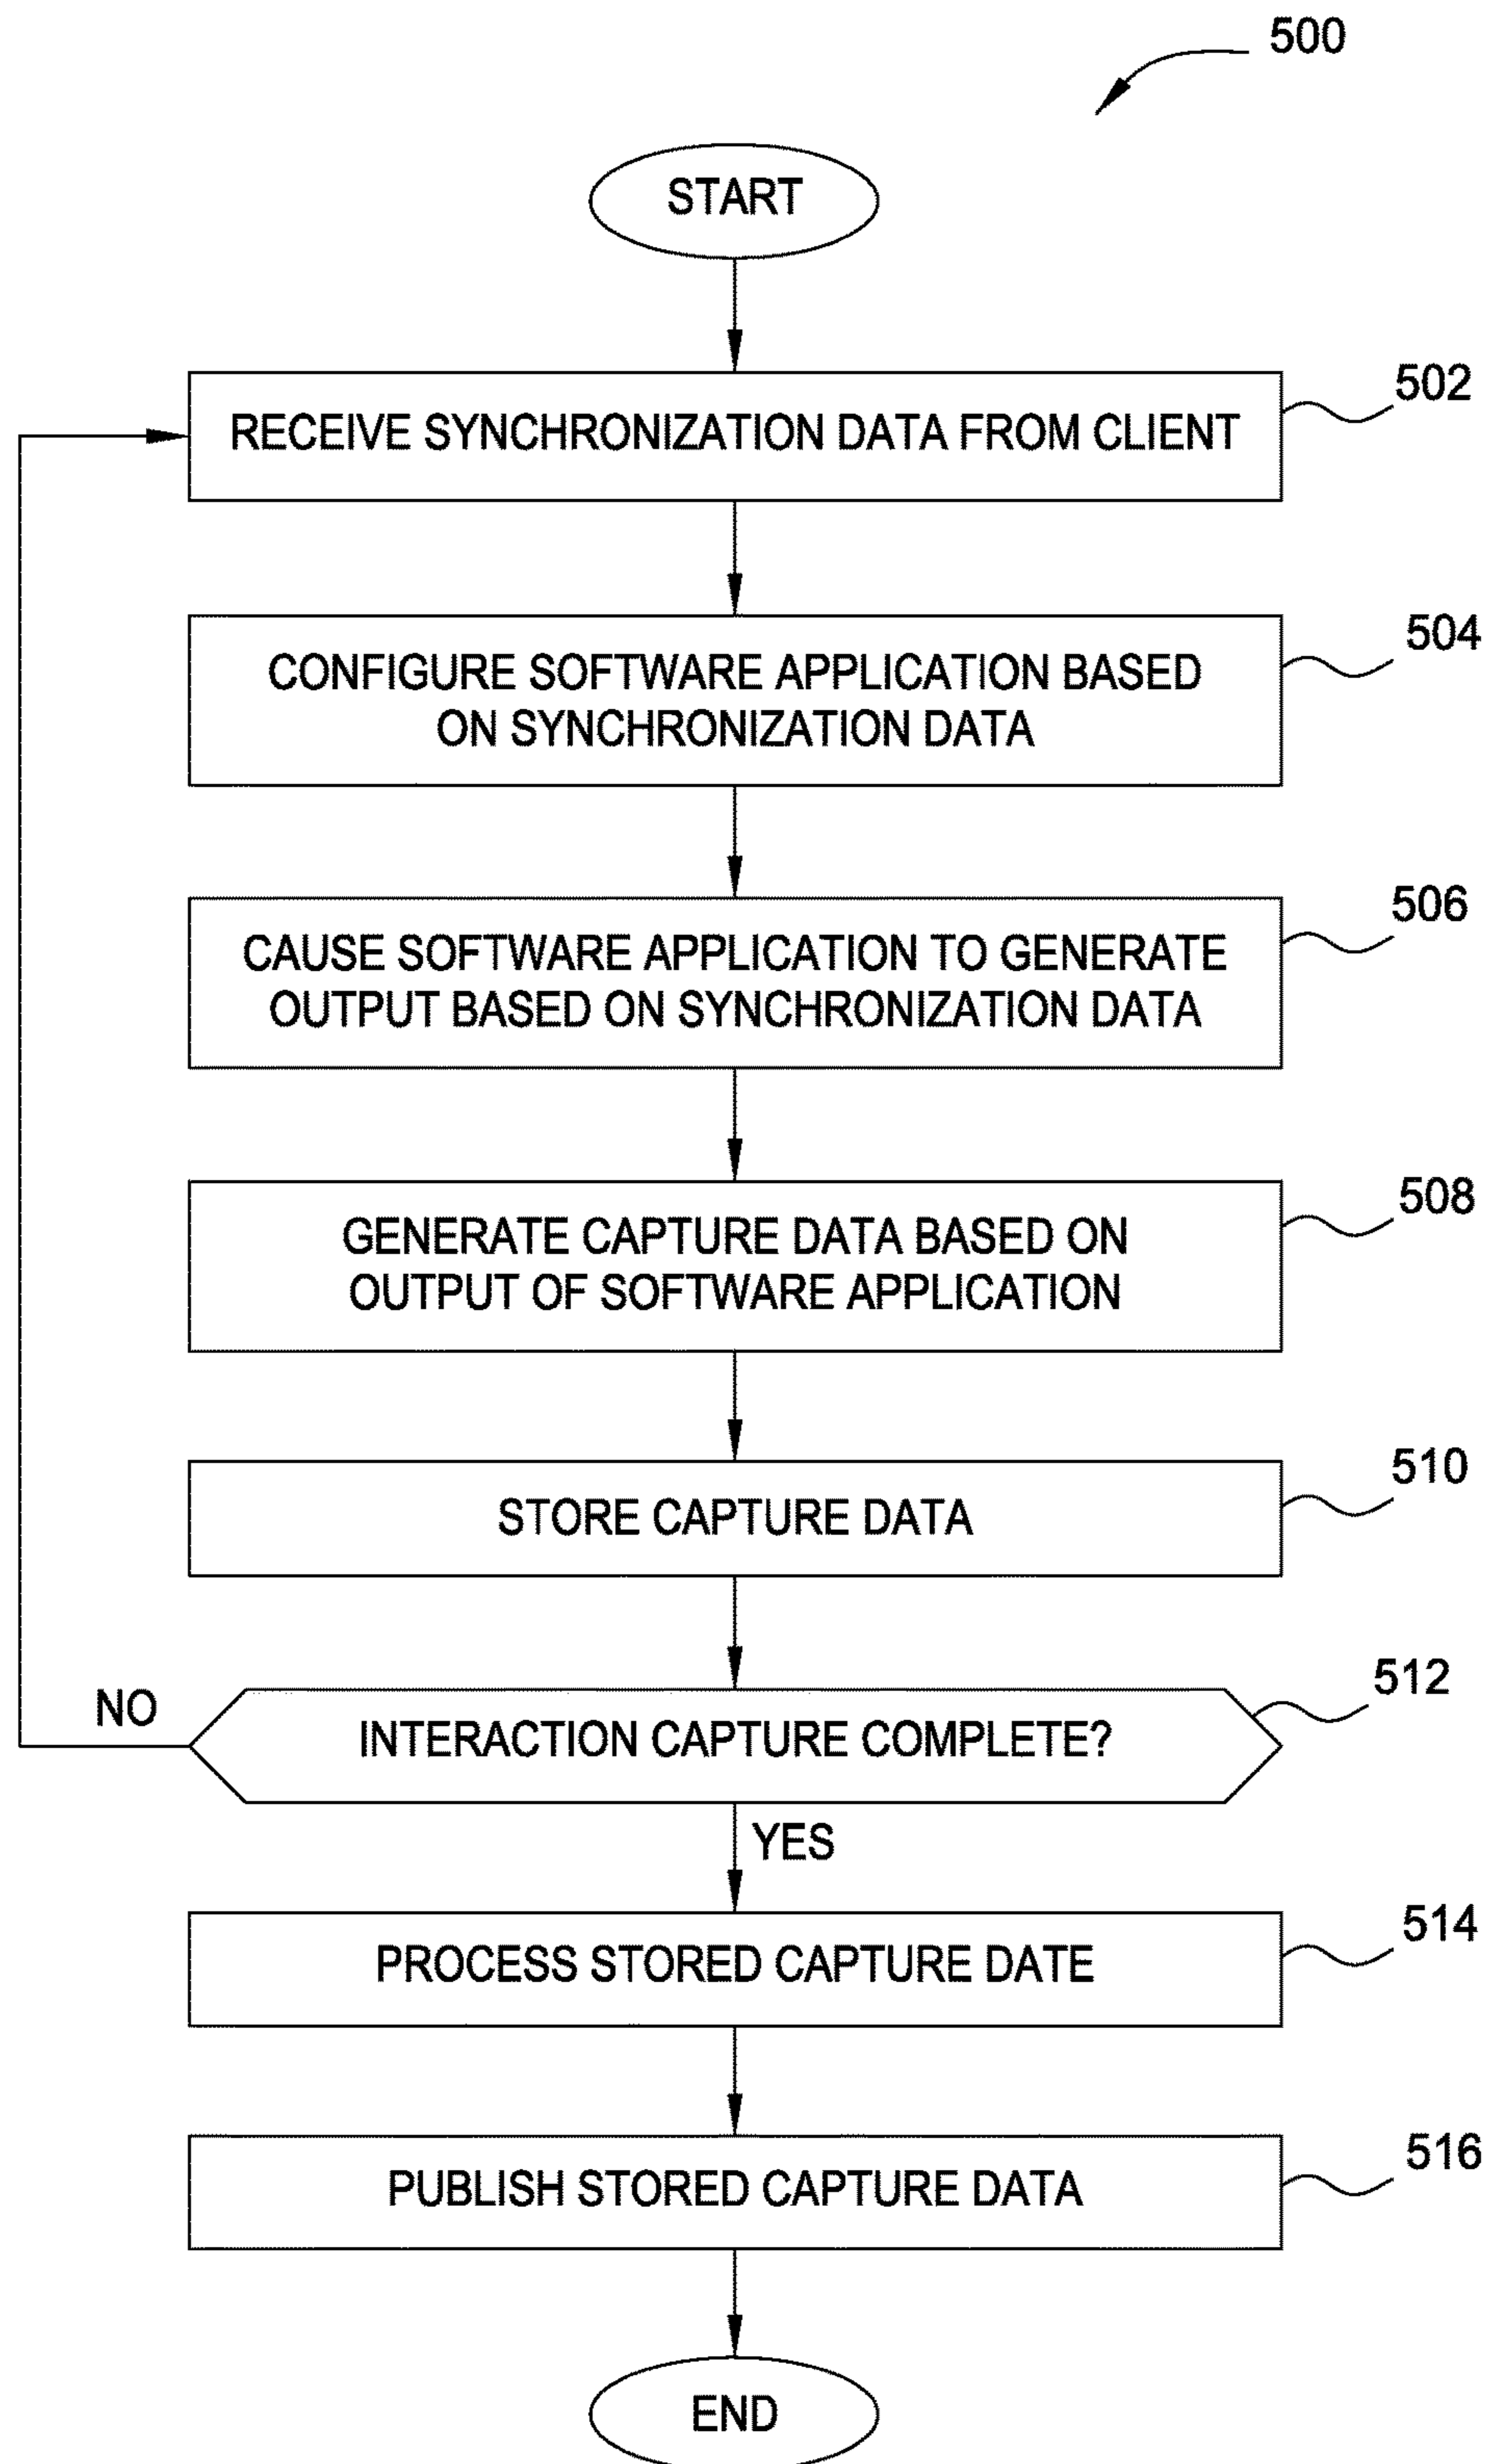 500
START
RECEIVE SYNCHRONIZATION DATA FROM CLIENT
502
CONFIGURE SOFTWARE APPLICATION BASED
ON SYNCHRONIZATION DATA
504
CAUSE SOFTWARE APPLICATION TO GENERATE
OUTPUT BASED ON SYNCHRONIZATION DATA
506
GENERATE CAPTURE DATA BASED ON
OUTPUT OF SOFTWARE APPLICATION
508
STORE CAPTURE DATA
510
NO
INTERACTION CAPTURE COMPLETE?
512
YES
PROCESS STORED CAPTURE DATE
514
PUBLISH STORED CAPTURE DATA
516
END